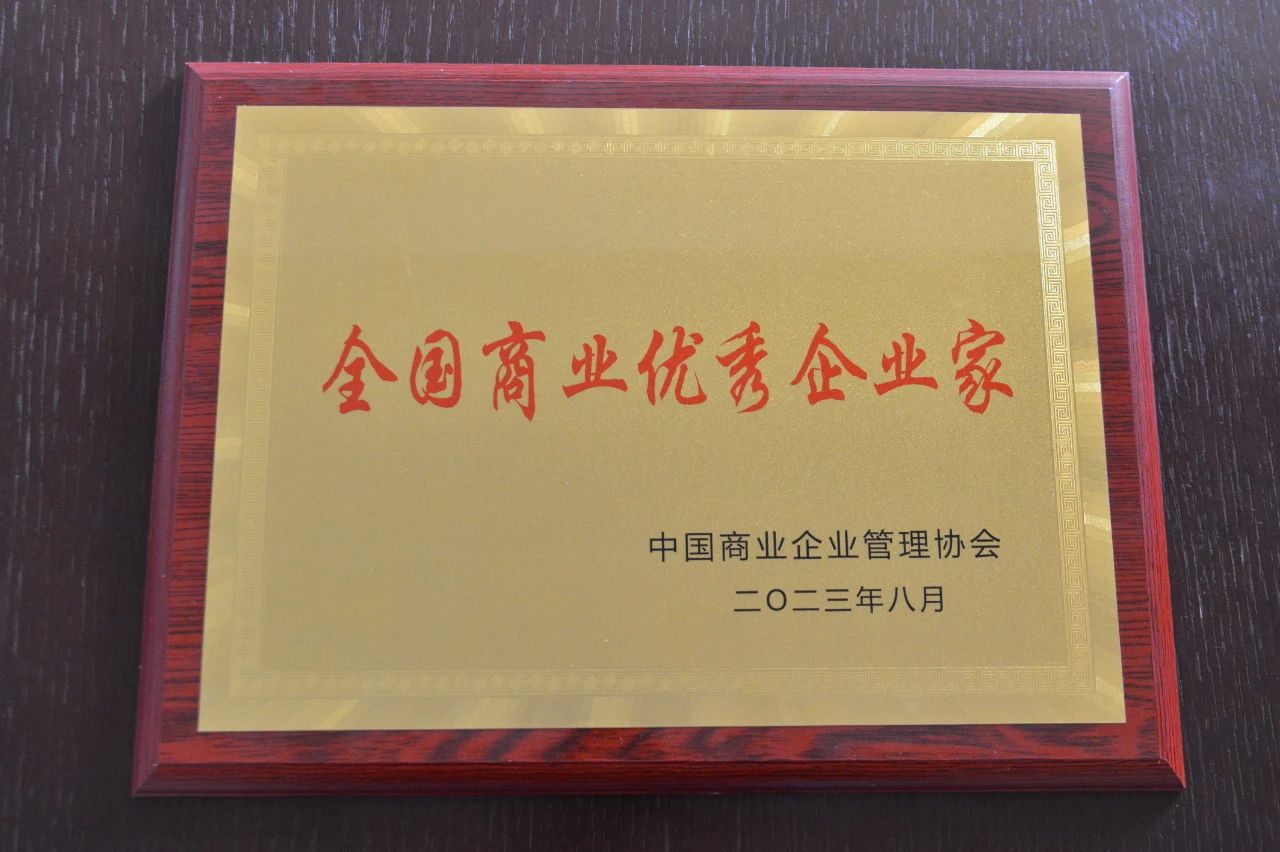 全国商业优秀企业家
中国商业企业管理协会
二〇二三年八月